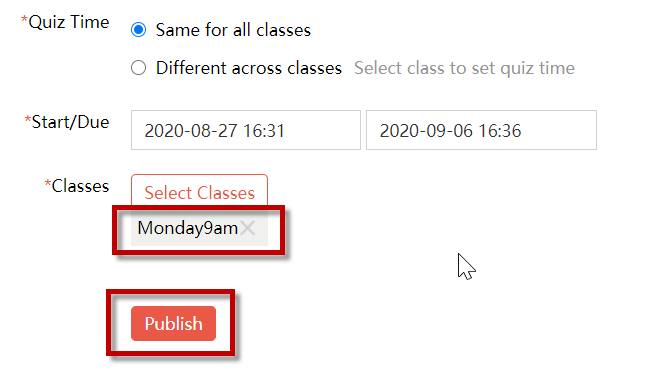 *Quiz Time
Same for all classes
Different across classes Select class to set quiz time
*Start/Due 2020-08-27 16:31 2020-09-06 16:36
*Classes
Select Classes
Monday9am×
Publish